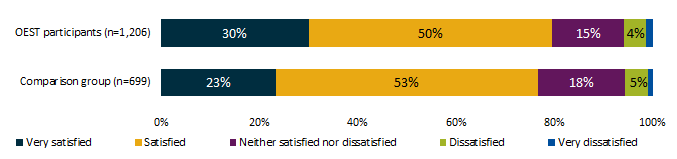 OEST participants (n=1,206) 30% 50% 15% 4%
Comparison group (n=699) 23% 53% 18% 5%
0% 20% 40% 60% 80% 100%
Very satisfied Satisfied Neither satisfied nor dissatisfied Dissatisfied Very dissatisfied